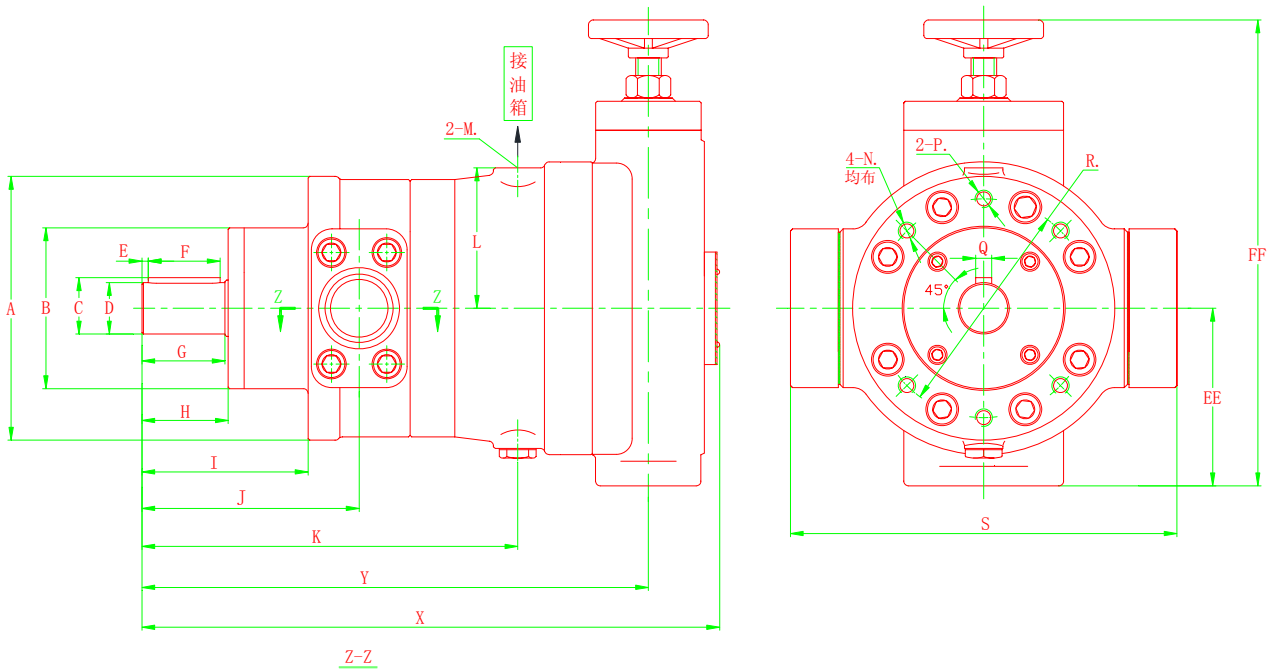 接
油
箱
2-M.
E
F
A
B
C
D
G
H
I
J
K
Y
X
Z
Z
L
Z-Z
4-N.
均布
2-P.
R.
Q
45°
S
EE
FF